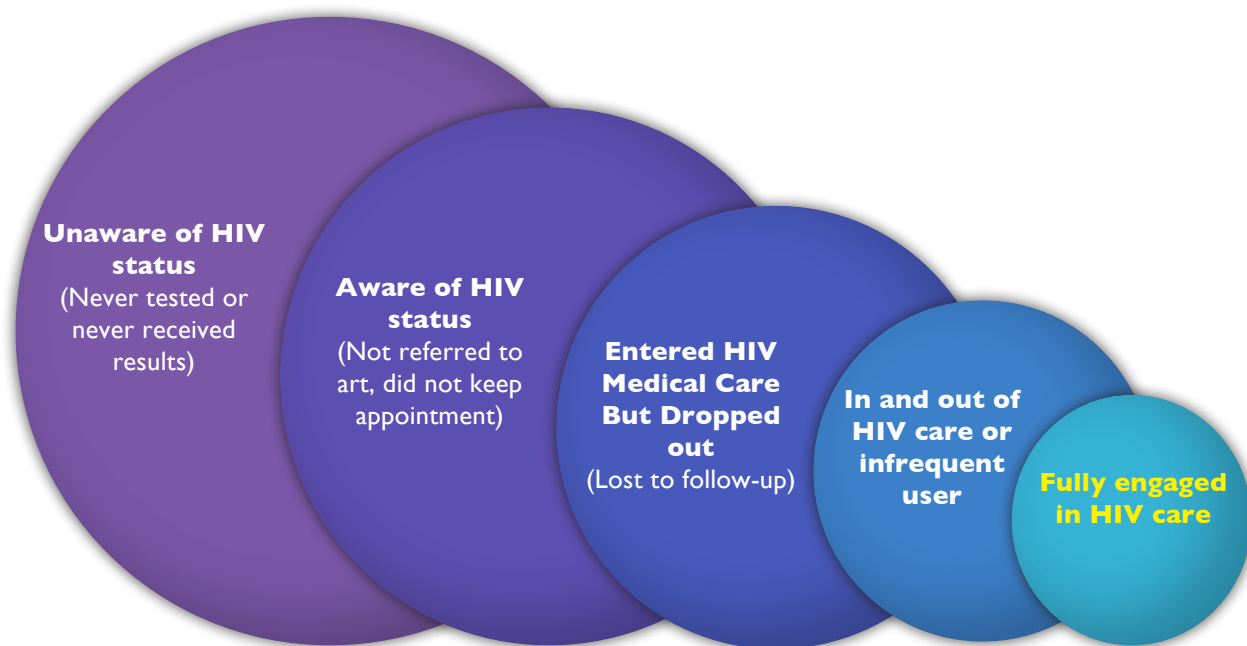 Unaware of HIV
status
(Never tested or
never received
results)
Aware of HIV
status
(Not referred to
art, did not keep
appointment)
Entered HIV
Medical Care
But Dropped
out
(Lost to follow-up)
In and out of
HIV care or
infrequent
user
Fully engaged
in HIV care